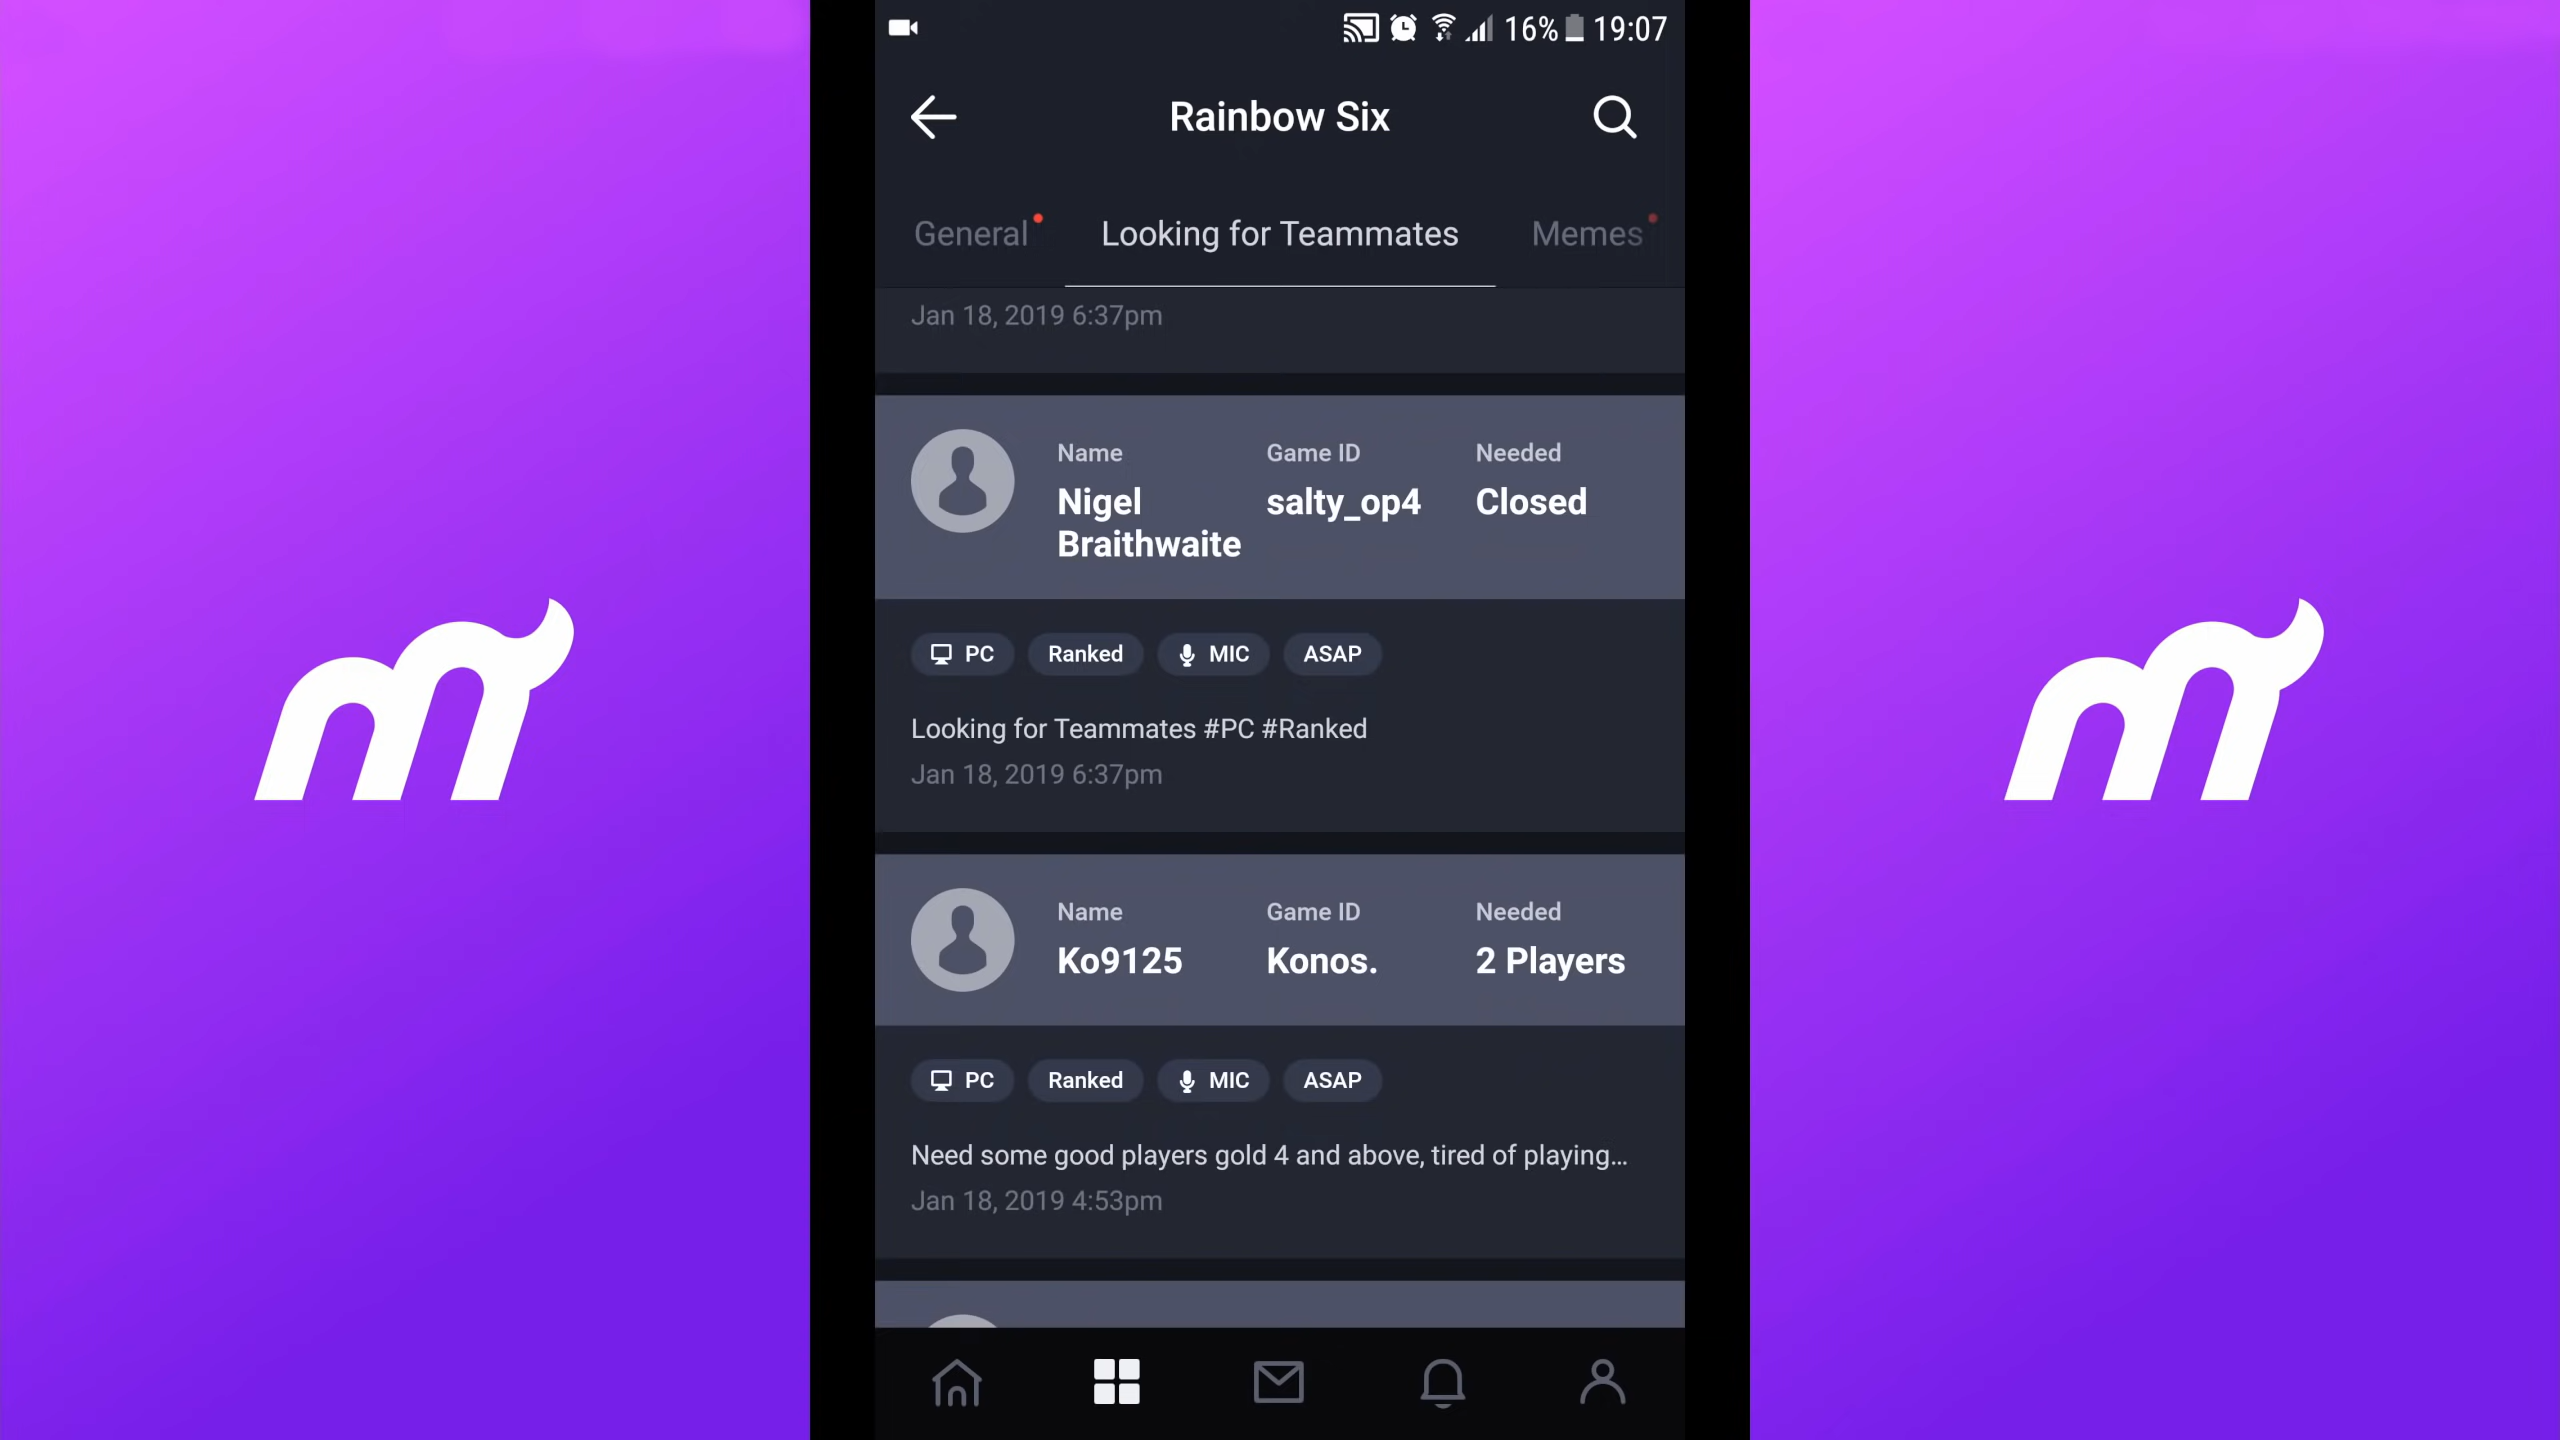 16% 19:07
Rainbow Six
General Looking for Teammates Memes
Jan 18, 2019 6:37pm
Name Game ID Needed
Nigel Braithwaite salty_op4 Closed
PC Ranked MIC ASAP
Looking for Teammates #PC #Ranked
Jan 18, 2019 6:37pm
Name Game ID Needed
Ko9125 Konos. 2 Players
PC Ranked MIC ASAP
Need some good players gold 4 and above, tired of playing...
Jan 18, 2019 4:53pm